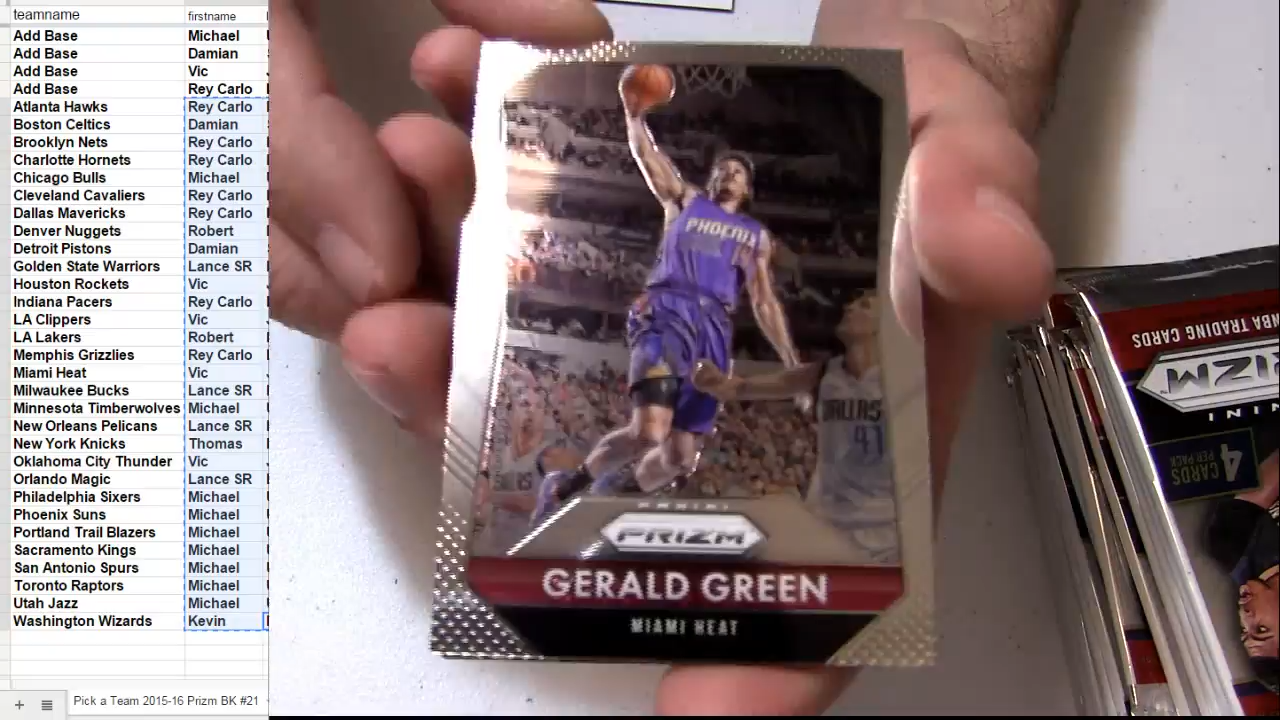 teamname firstname
Add Base Michael
Add Base Damian
Add Base Vic
Add Base Rey Carlo
Atlanta Hawks Rey Carlo
Boston Celtics Damian
Brooklyn Nets Rey Carlo
Charlotte Hornets Rey Carlo
Chicago Bulls Michael
Cleveland Cavaliers Rey Carlo
Dallas Mavericks Rey Carlo
Denver Nuggets Robert
Detroit Pistons Damian
Golden State Warriors Lance SR
Houston Rockets Vic
Indiana Pacers Rey Carlo
LA Clippers Vic
LA Lakers Robert
Memphis Grizzlies Rey Carlo
Miami Heat Vic
Milwaukee Bucks Lance SR
Minnesota Timberwolves Michael
New Orleans Pelicans Lance SR
New York Knicks Thomas
Oklahoma City Thunder Vic
Orlando Magic Lance SR
Philadelphia Sixers Michael
Phoenix Suns Michael
Portland Trail Blazers Michael
Sacramento Kings Michael
San Antonio Spurs Michael
Toronto Raptors Michael
Utah Jazz Michael
Washington Wizards Kevin
Pick a Team 2015-16 Prizm BK #21
PHOENIX
DALLAS
41
PANINI
PRIZM
GERALD GREEN
MIAMI HEAT
NBA TRADING CARDS
PRIZM
4 CARDS
PER PACK